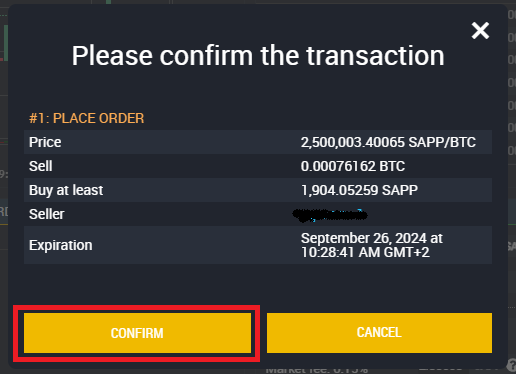 Please confirm the transaction
#1: PLACE ORDER
Price 2,500,003.40065 SAPP/BTC
Sell 0.00076162 BTC
Buy at least 1,904.05259 SAPP
Seller
Expiration September 26, 2024 at
10:28:41 AM GMT+2
CONFIRM CANCEL
Market fee: 0.15%